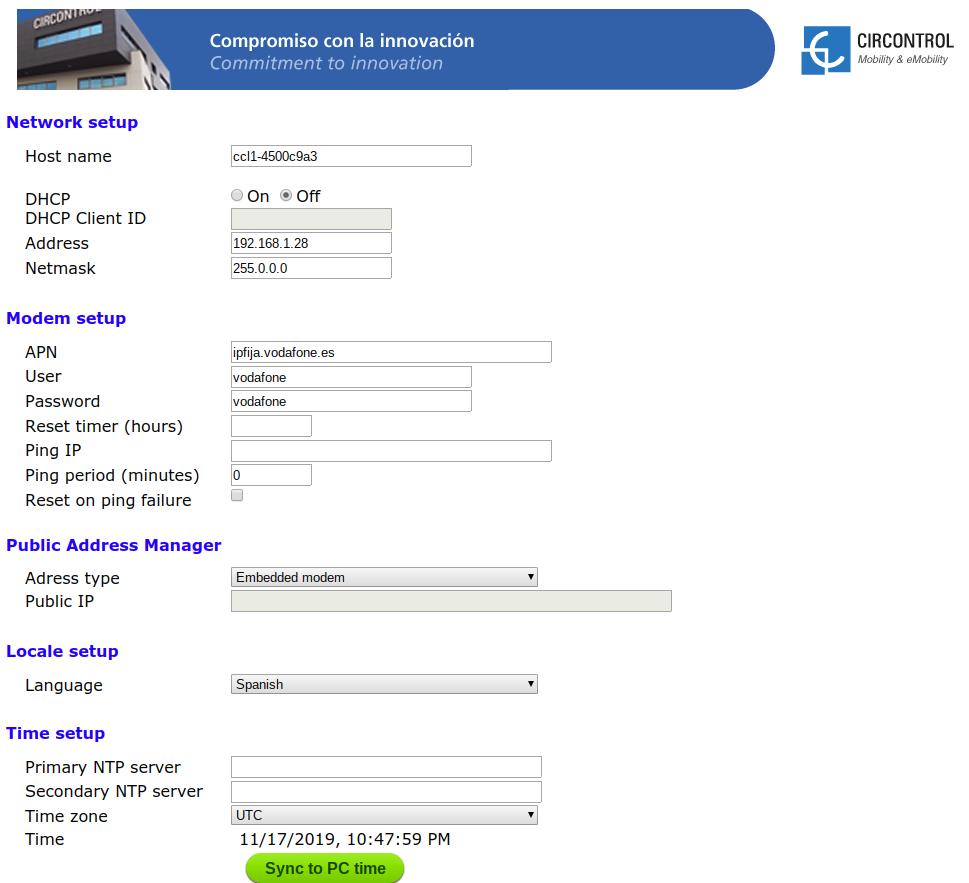 CIRCONTROL
Compromiso con la innovación
Commitment to innovation
CIRCONTROL
Mobility & eMobility
Network setup
Host name ccl1-4500c9a3
DHCP On Off
DHCP Client ID
Address 192.168.1.28
Netmask 255.0.0.0
Modem setup
APN ipfija.vodafone.es
User vodafone
Password vodafone
Reset timer (hours)
Ping IP
Ping period (minutes) 0
Reset on ping failure
Public Address Manager
Adress type Embedded modem
Public IP
Locale setup
Language Spanish
Time setup
Primary NTP server
Secondary NTP server
Time zone UTC
Time 11/17/2019, 10:47:59 PM
Sync to PC time